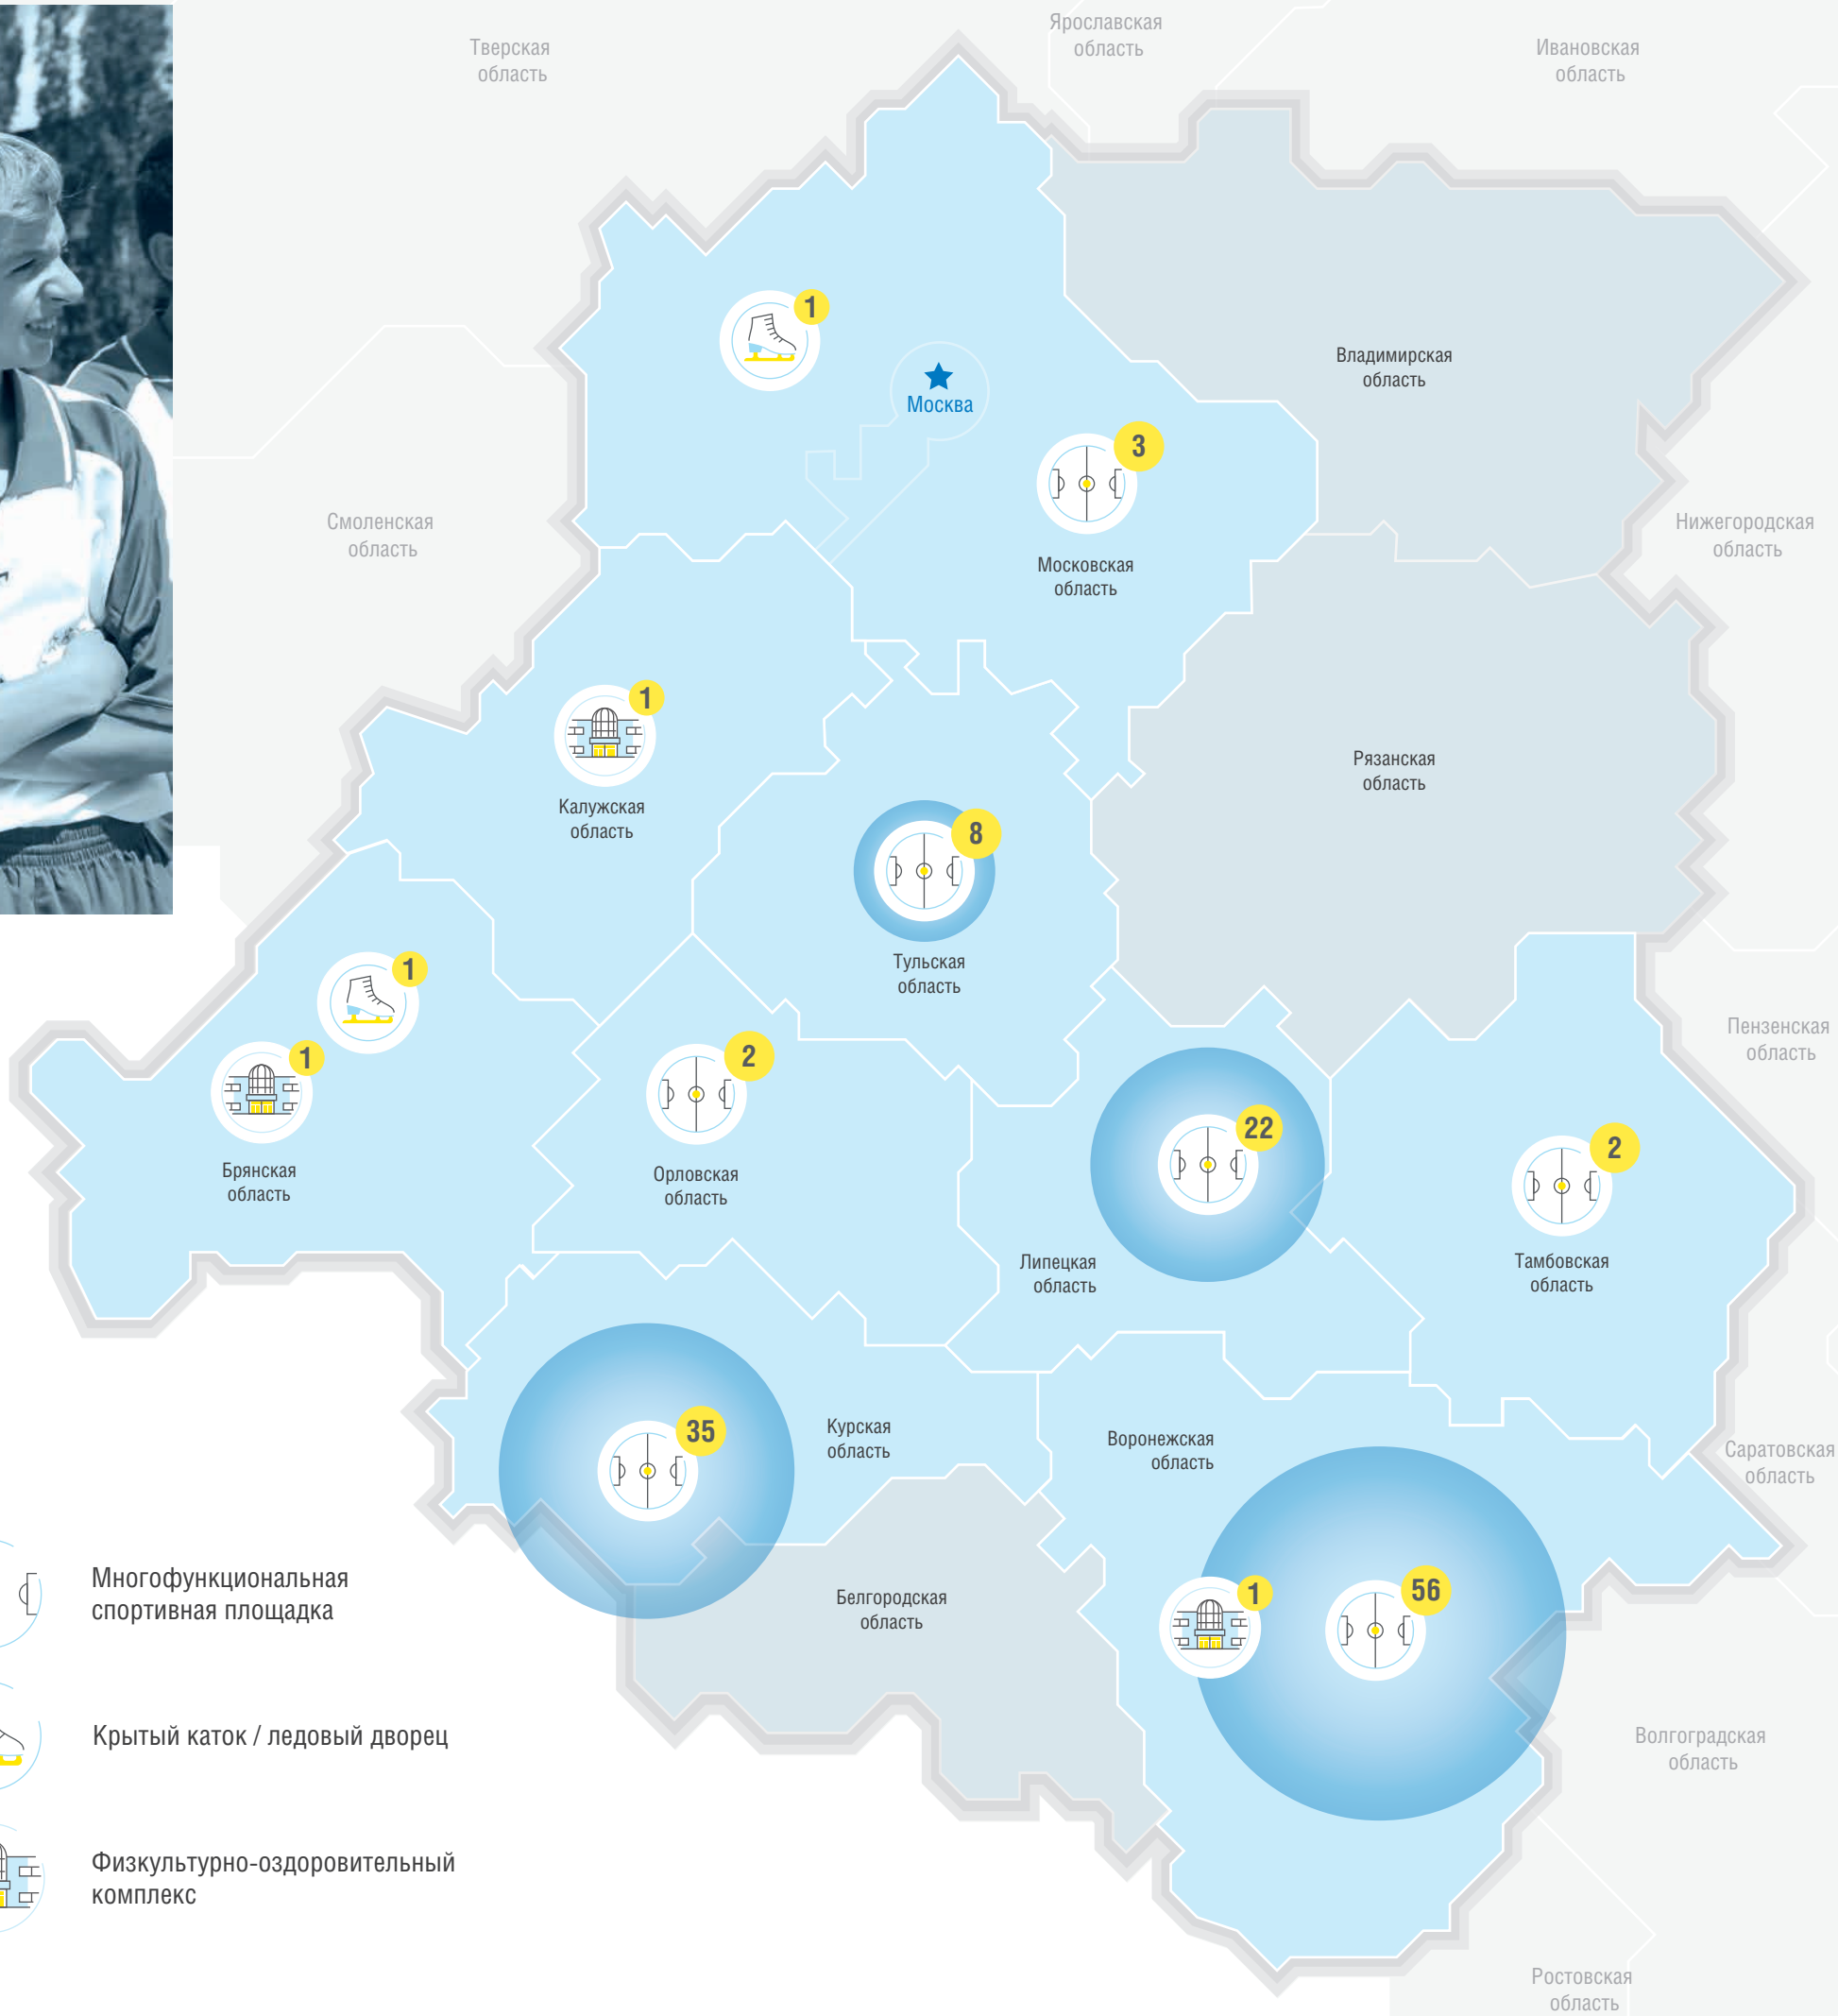 Ярославская
область
Тверская
область
Ивановская
область
1
Владимирская
область
Москва
3
Смоленская
область
Нижегородская
область
Московская
область
1
Рязанская
область
Калужская
область
8
Тульская
область
1
1
2
Пензенская
область
22
2
Брянская
область
Орловская
область
Липецкая
область
Тамбовская
область
35
Курская
область
Воронежская
область
Саратовская
область
Многофункциональная
спортивная площадка
Белгородская
область
1
56
Крытый каток / ледовый дворец
Волгоградская
область
Физкультурно-оздоровительный
комплекс
Ростовская
область